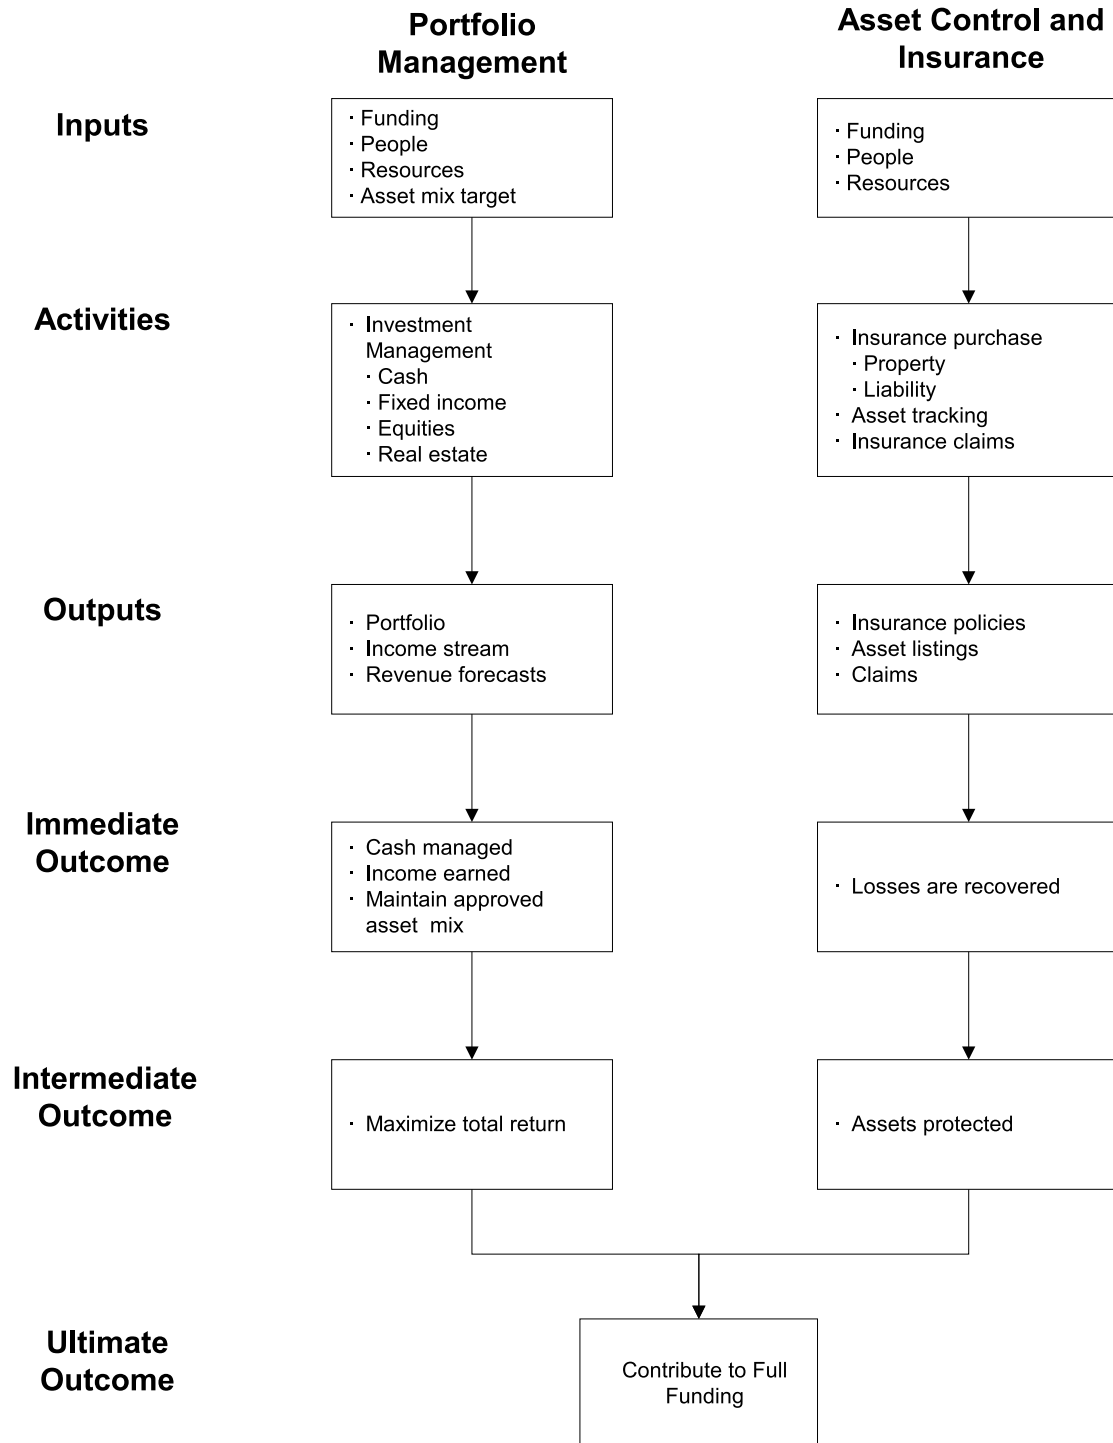 Portfolio
Management
Asset Control and
Insurance
Inputs
· Funding
· People
· Resources
· Asset mix target
· Funding
· People
· Resources
Activities
· Investment
Management
· Cash
· Fixed income
· Equities
· Real estate
· Insurance purchase
· Property
· Liability
· Asset tracking
· Insurance claims
Outputs
· Portfolio
· Income stream
· Revenue forecasts
· Insurance policies
· Asset listings
· Claims
Immediate
Outcome
· Cash managed
· Income earned
· Maintain approved
asset mix
· Losses are recovered
Intermediate
Outcome
· Maximize total return
· Assets protected
Ultimate
Outcome
Contribute to Full
Funding